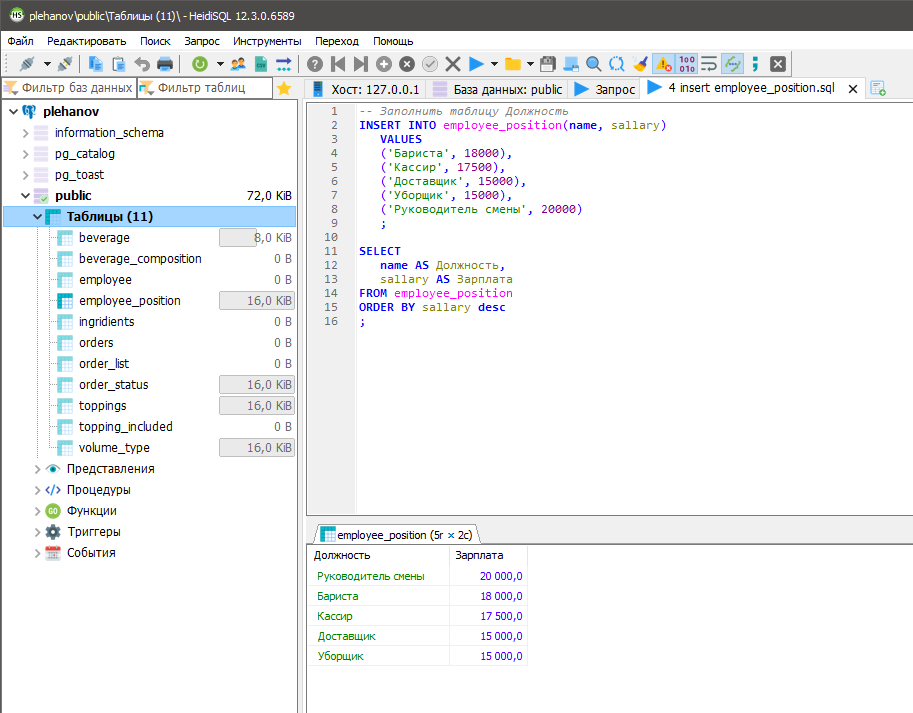 plehanov\public\Таблицы (11)\ - HeidiSQL 12.3.0.6589
Файл Редактировать Поиск Запрос Инструменты Переход Помощь
Фильтр баз данных Фильтр таблиц
Хост: 127.0.0.1 База данных: public Запрос 4 insert employee_position.sql
plehanov
information_schema
pg_catalog
pg_toast
public 72,0 KiB
Таблицы (11)
beverage 8,0 KiB
beverage_composition 0 B
employee 0 B
employee_position 16,0 KiB
ingridients 0 B
orders 0 B
order_list 0 B
order_status 16,0 KiB
toppings 16,0 KiB
topping_included 0 B
volume_type 16,0 KiB
Представления
Процедуры
Функции
Триггеры
События
1 -- Заполнить таблицу Должность
2 INSERT INTO employee_position(name, sallary)
3 VALUES
4 ('Бариста', 18000),
5 ('Кассир', 17500),
6 ('Доставщик', 15000),
7 ('Уборщик', 15000),
8 ('Руководитель смены', 20000)
9 ;
10
11 SELECT
12 name AS Должность,
13 sallary AS Зарплата
14 FROM employee_position
15 ORDER BY sallary desc
16 ;
employee_position (5r × 2c)
Должность Зарплата
Руководитель смены 20 000,0
Бариста 18 000,0
Кассир 17 500,0
Доставщик 15 000,0
Уборщик 15 000,0